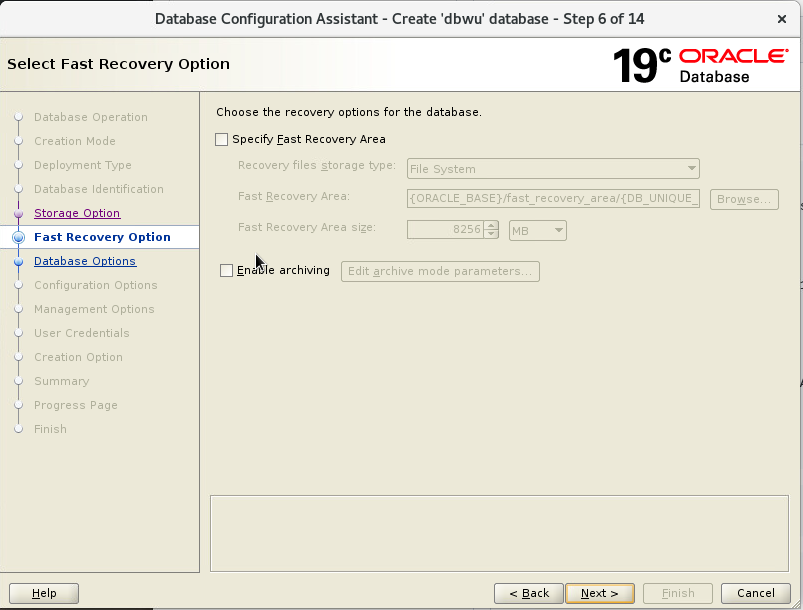 Database Configuration Assistant - Create 'dbwu' database - Step 6 of 14
Select Fast Recovery Option
19c ORACLE
Database
Database Operation
Creation Mode
Deployment Type
Database Identification
Storage Option
Fast Recovery Option
Database Options
Configuration Options
Management Options
User Credentials
Creation Option
Summary
Progress Page
Finish
Choose the recovery options for the database.
Specify Fast Recovery Area
Recovery files storage type: File System
Fast Recovery Area: {ORACLE_BASE}/fast_recovery_area/{DB_UNIQUE_ Browse...
Fast Recovery Area size: 8256 MB
Enable archiving Edit archive mode parameters...
Help < Back Next > Finish Cancel